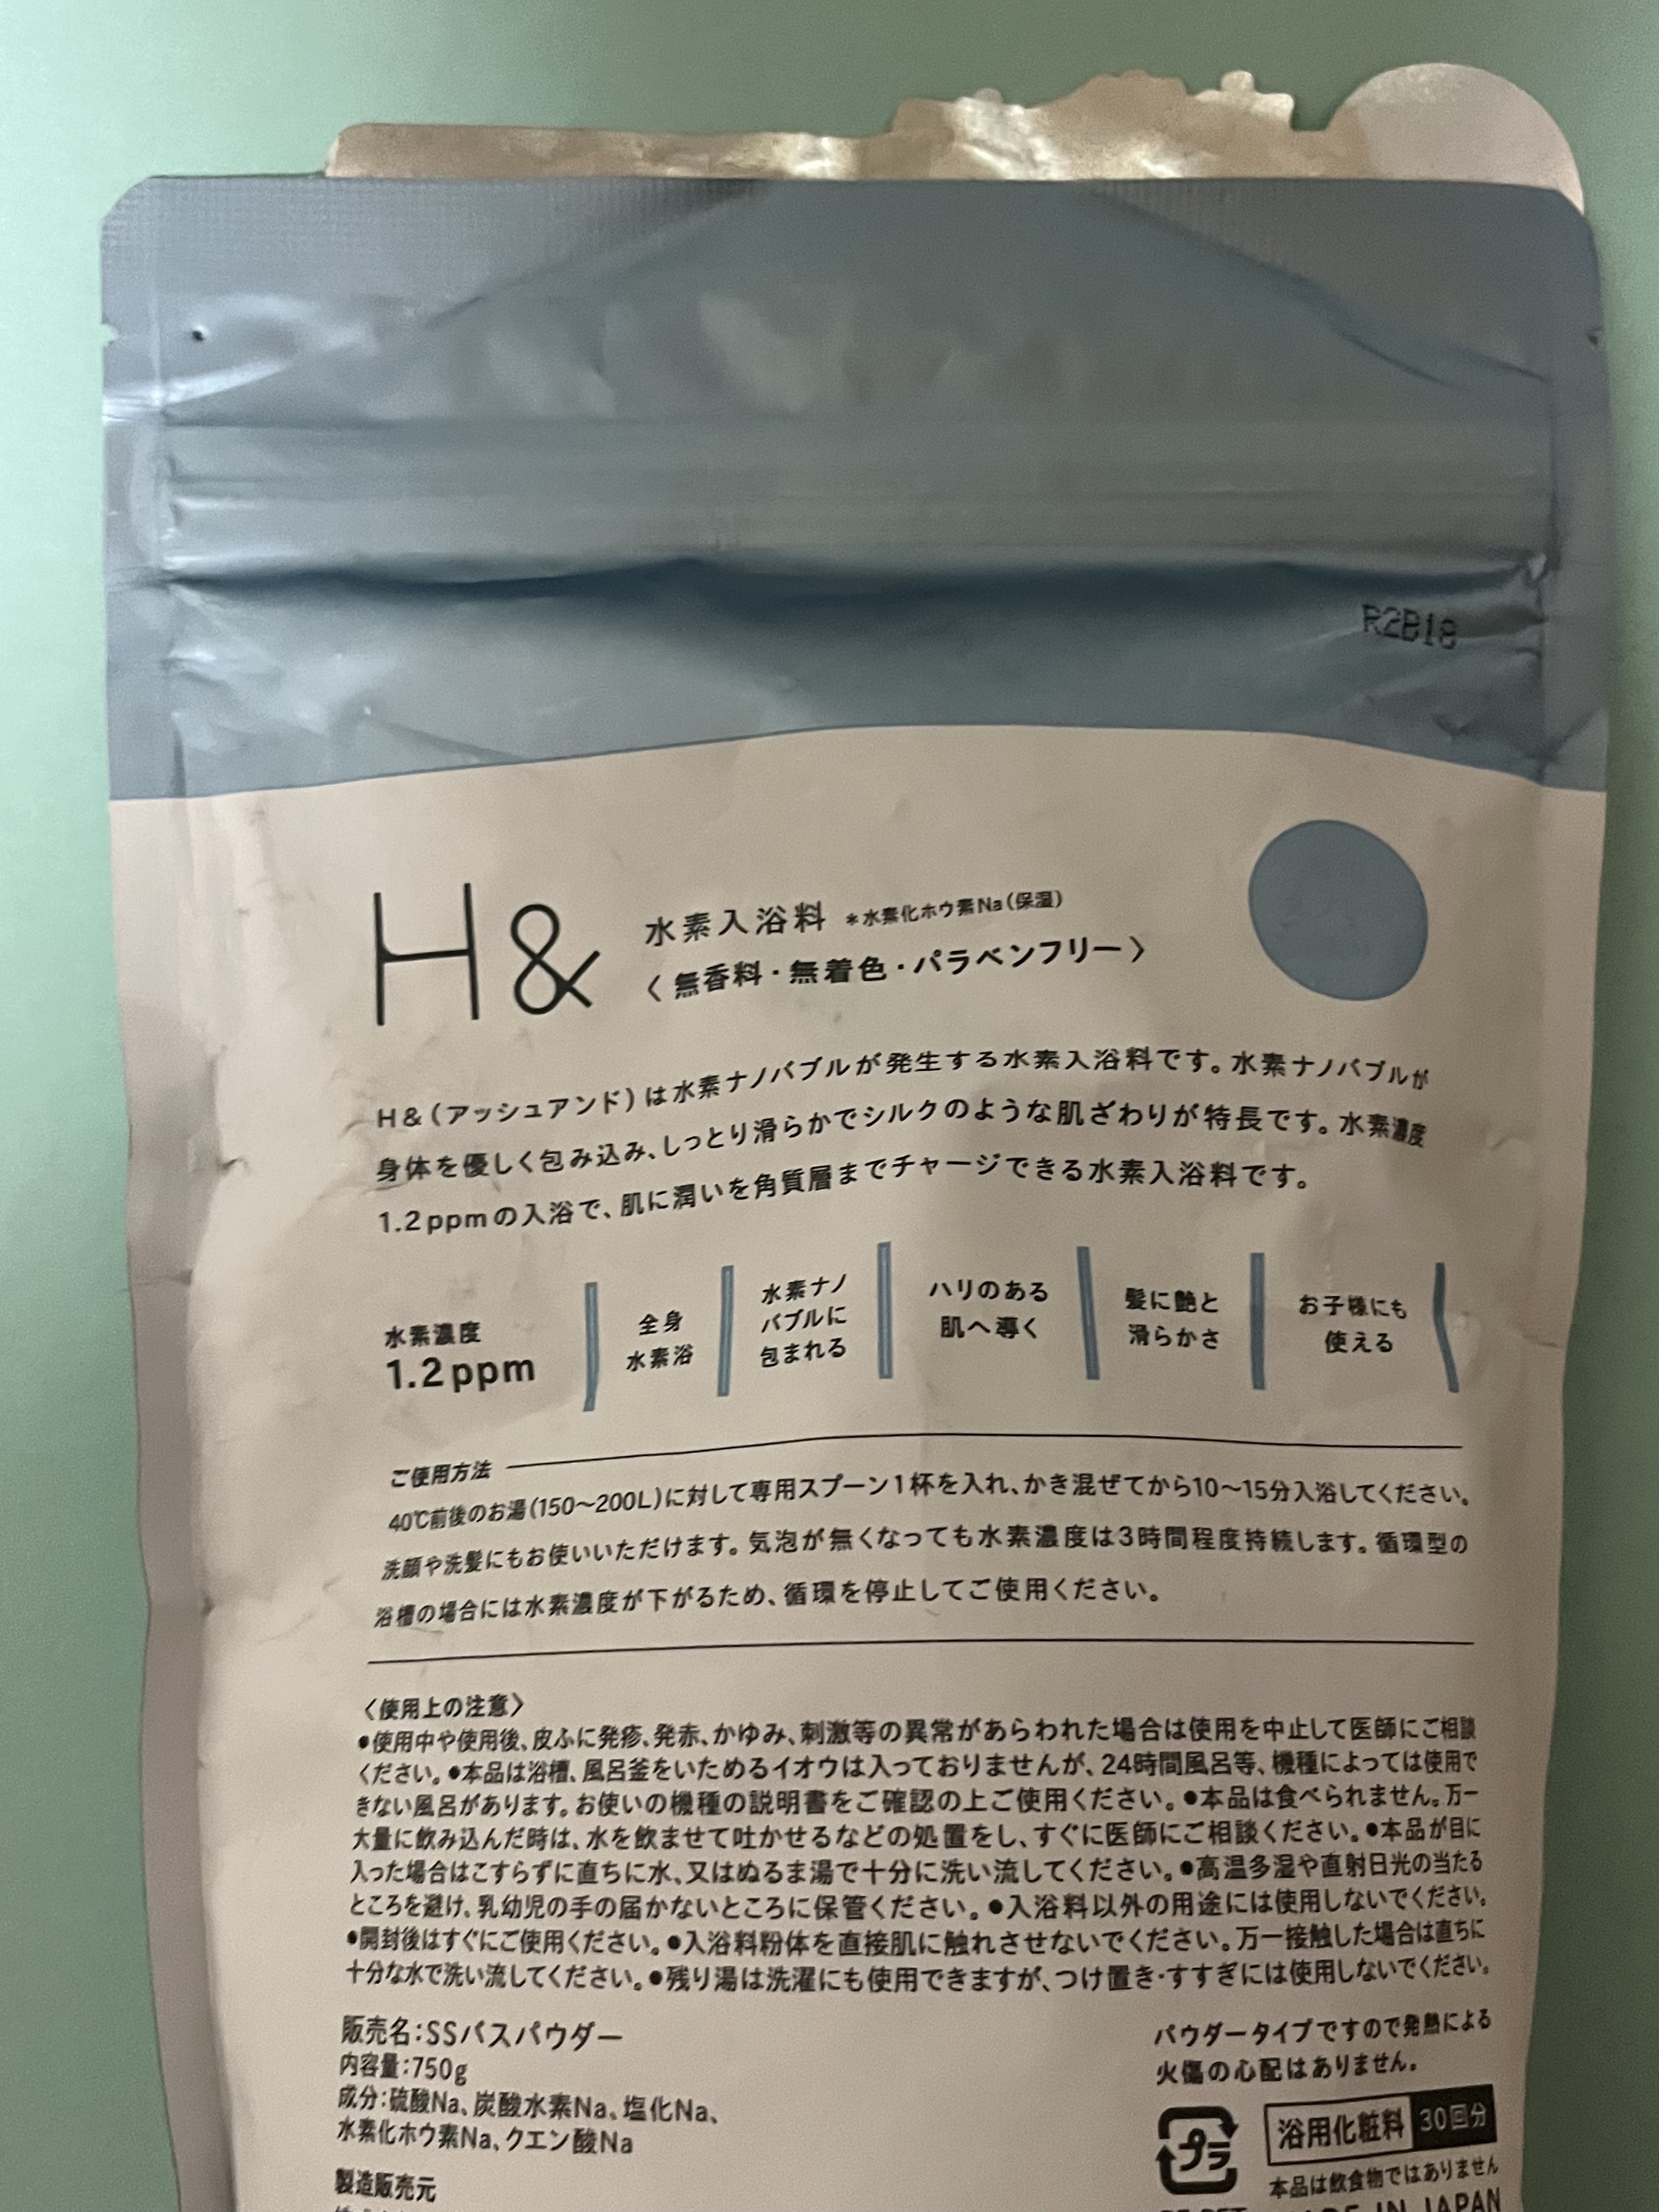 R2B18
H& 水素入浴料 *水素化ホウ素Na(保湿)
〈無香料・無着色・パラベンフリー〉
H&(アッシュアンド)は水素ナノバブルが発生する水素入浴料です。水素ナノバブルが
身体を優しく包み込み、しっとり滑らかでシルクのような肌ざわりが特長です。水素濃度
1.2ppmの入浴で、肌に潤いを角質層までチャージできる水素入浴料です。
水素濃度
1.2ppm
全身
水素浴
水素ナノ
バブルに
包まれる
ハリのある
肌へ導く
髪に艶と
滑らかさ
お子様にも
使える
ご使用方法
40℃前後のお湯(150〜200L)に対して専用スプーン1杯を入れ、かき混ぜてから10〜15分入浴してください。
洗顔や洗髪にもお使いいただけます。気泡が無くなっても水素濃度は3時間程度持続します。循環型の
浴槽の場合には水素濃度が下がるため、循環を停止してご使用ください。
〈使用上の注意〉
●使用中や使用後、皮ふに発疹、発赤、かゆみ、刺激等の異常があらわれた場合は使用を中止して医師にご相談
ください。●本品は浴槽、風呂釜をいためるイオウは入っておりませんが、24時間風呂等、機種によっては使用で
きない風呂があります。お使いの機種の説明書をご確認の上ご使用ください。●本品は食べられません。万一
大量に飲み込んだ時は、水を飲ませて吐かせるなどの処置をし、すぐに医師にご相談ください。●本品が目に
入った場合はこすらずに直ちに水、又はぬるま湯で十分に洗い流してください。●高温多湿や直射日光の当たる
ところを避け、乳幼児の手の届かないところに保管ください。●入浴料以外の用途には使用しないでください。
●開封後はすぐにご使用ください。●入浴料粉体を直接肌に触れさせないでください。万一接触した場合は直ちに
十分な水で洗い流してください。●残り湯は洗濯にも使用できますが、つけ置き・すすぎには使用しないでください。
販売名:SSバスパウダー
内容量:750g
成分:硫酸Na、炭酸水素Na、塩化Na、
水素化ホウ素Na、クエン酸Na
製造販売元
パウダータイプですので発熱による
火傷の心配はありません。
プラ
浴用化粧料 30回分
本品は飲食物ではありません
MADE IN JAPAN